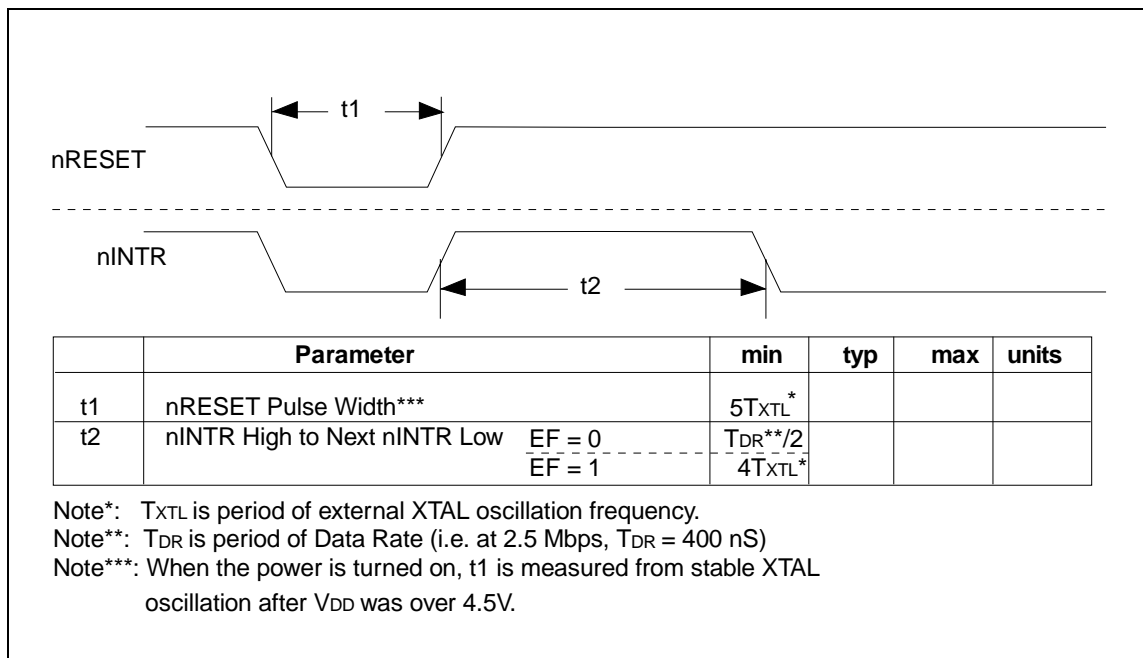 t1
nRESET
nINTR
t2
Parameter min typ max units
t1 nRESET Pulse Width*** 5TXTL*
t2 nINTR High to Next nINTR Low EF = 0 TDR**/2
EF = 1 4TXTL*
Note*: TXTL is period of external XTAL oscillation frequency.
Note**: TDR is period of Data Rate (i.e. at 2.5 Mbps, TDR = 400 nS)
Note***: When the power is turned on, t1 is measured from stable XTAL
oscillation after VDD was over 4.5V.